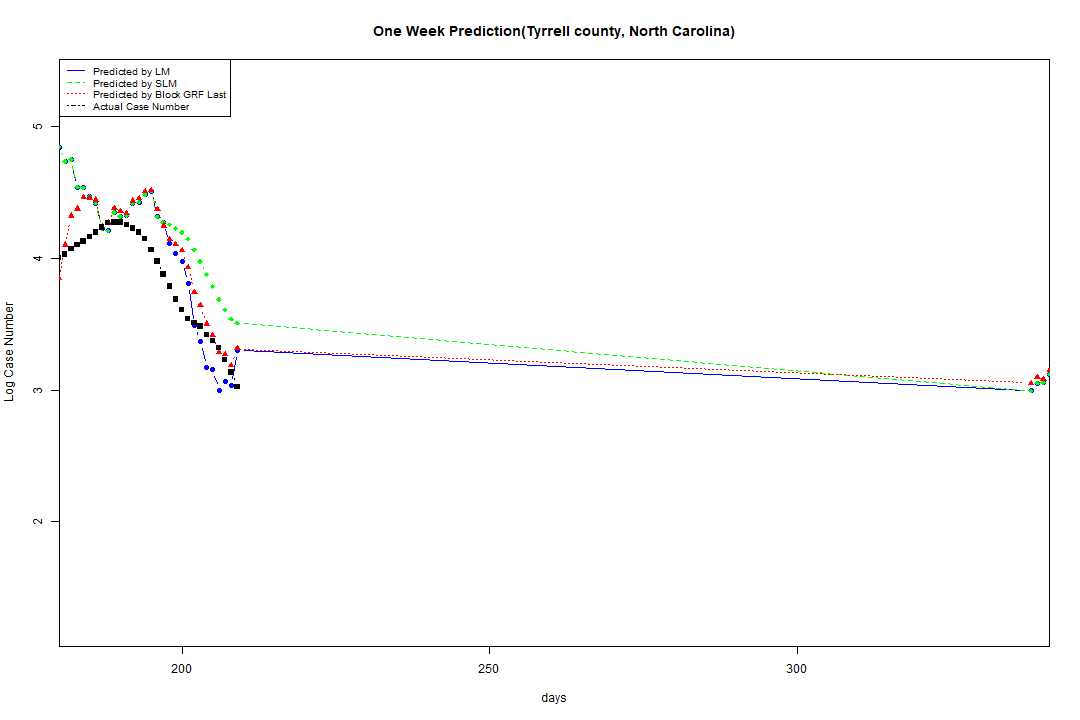 One Week Prediction(Tyrrell county, North Carolina)
Predicted by LM
Predicted by SLM
Predicted by Block GRF Last
Actual Case Number
5
4
3
2
Log Case Number
200 250 300
days